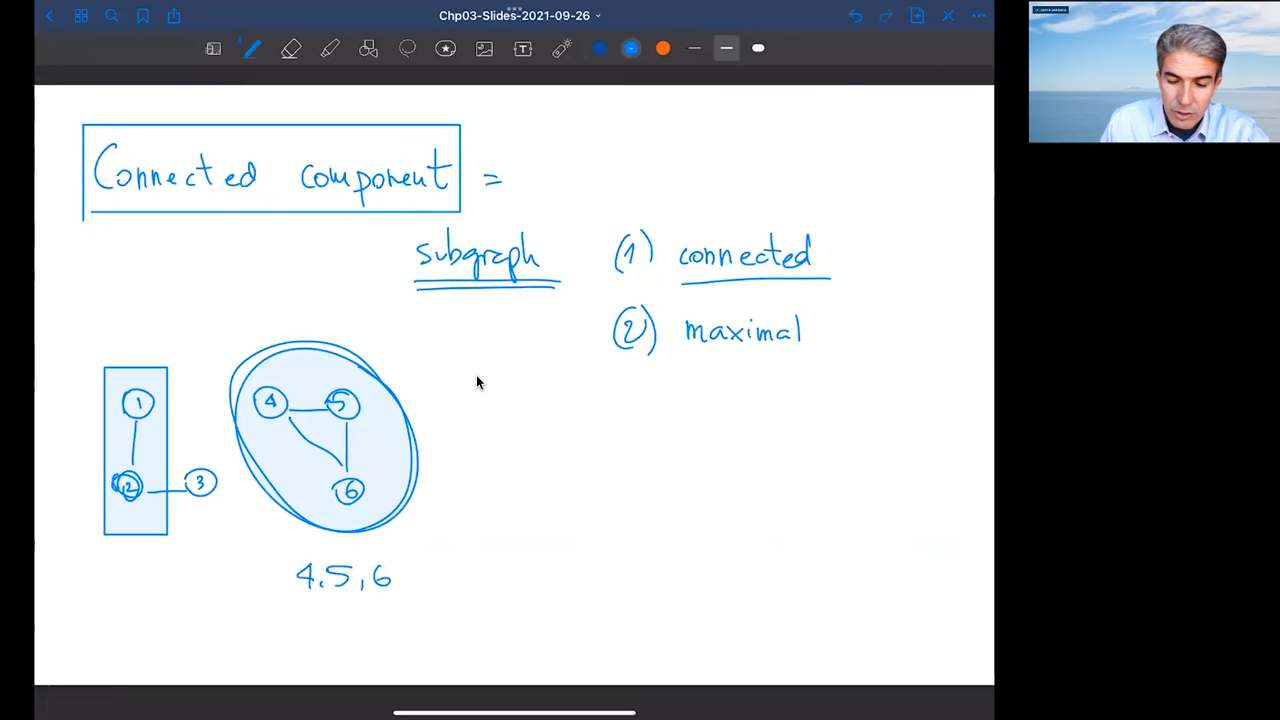 Chp03-Slides-2021-09-26
Connected component =
subgraph (1) connected
(2) maximal
1
4 5
2 3
6
4,5,6